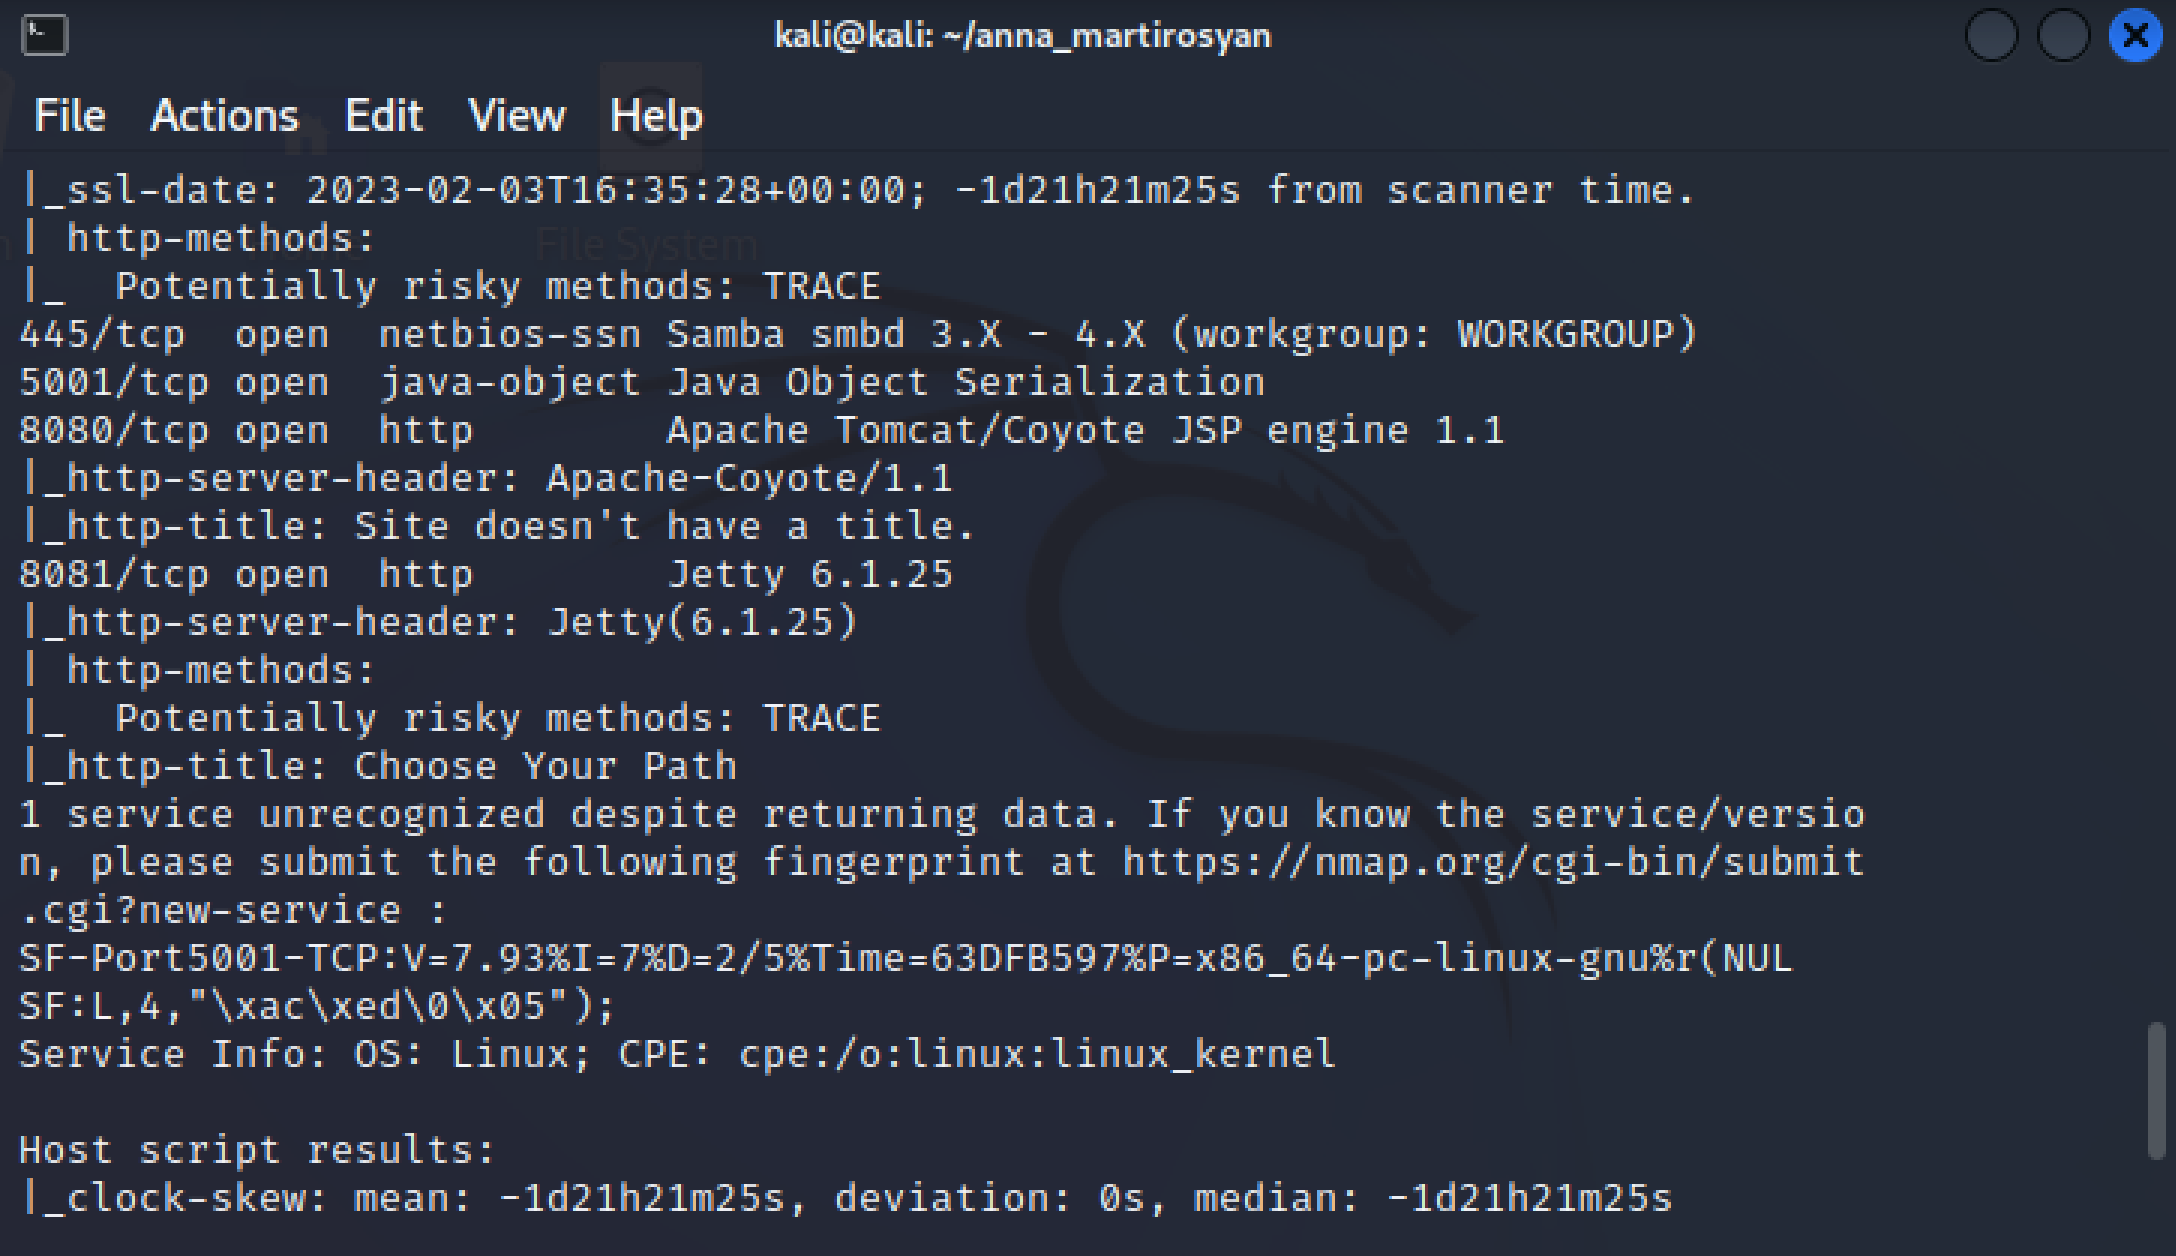 kali@kali: ~/anna_martirosyan
File Actions Edit View Help
|_ssl-date: 2023-02-03T16:35:28+00:00; -1d21h21m25s from scanner time.
| http-methods:
File System
|_  Potentially risky methods: TRACE
445/tcp  open  netbios-ssn Samba smbd 3.X - 4.X (workgroup: WORKGROUP)
5001/tcp open  java-object Java Object Serialization
8080/tcp open  http        Apache Tomcat/Coyote JSP engine 1.1
|_http-server-header: Apache-Coyote/1.1
|_http-title: Site doesn't have a title.
8081/tcp open  http        Jetty 6.1.25
|_http-server-header: Jetty(6.1.25)
| http-methods:
|_  Potentially risky methods: TRACE
|_http-title: Choose Your Path
1 service unrecognized despite returning data. If you know the service/versio
n, please submit the following fingerprint at https://nmap.org/cgi-bin/submit
.cgi?new-service :
SF-Port5001-TCP:V=7.93%I=7%D=2/5%Time=63DFB597%P=x86_64-pc-linux-gnu%r(NUL
SF:L,4,"\xac\xed\0\x05");
Service Info: OS: Linux; CPE: cpe:/o:linux:linux_kernel
Host script results:
|_clock-skew: mean: -1d21h21m25s, deviation: 0s, median: -1d21h21m25s